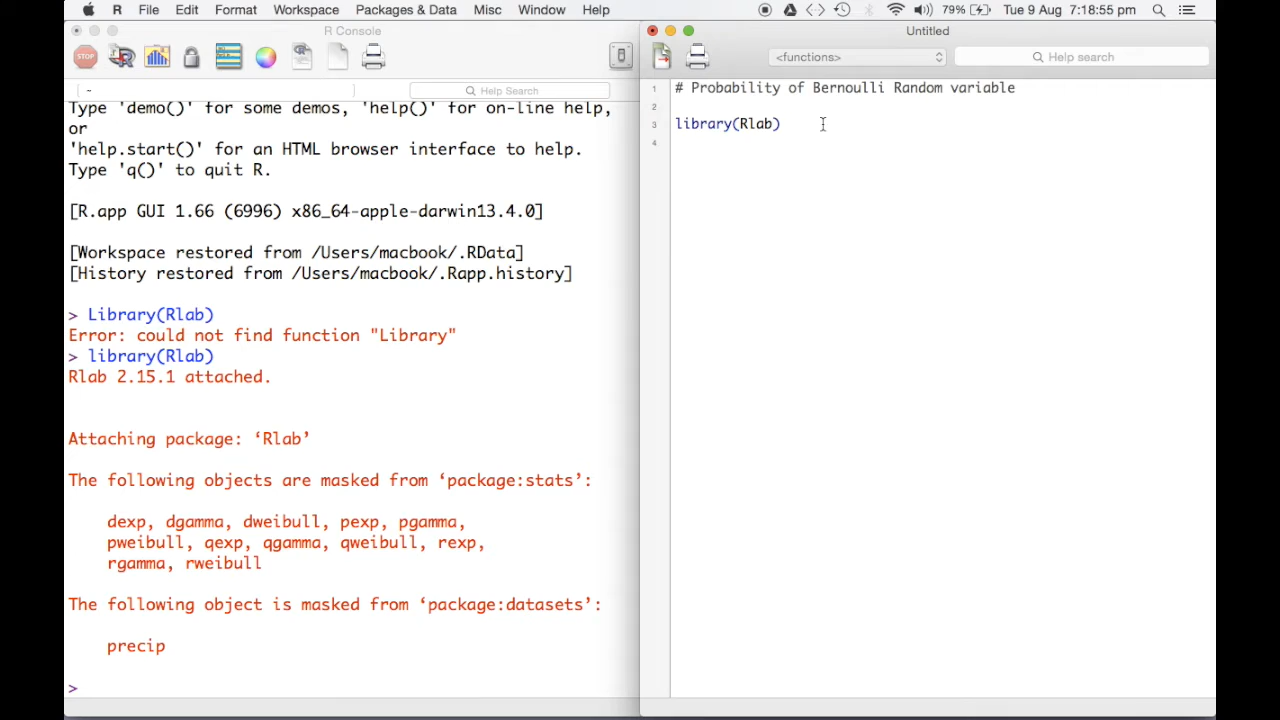 R File Edit Format Workspace Packages & Data Misc Window Help 79% Tue 9 Aug 7:18:55 pm
R Console
STOP
~
Help Search
Type 'demo()' for some demos, 'help()' for on-line help,
or
'help.start()' for an HTML browser interface to help.
Type 'q()' to quit R.
[R.app GUI 1.66 (6996) x86_64-apple-darwin13.4.0]
[Workspace restored from /Users/macbook/.RData]
[History restored from /Users/macbook/.Rapp.history]
> Library(Rlab)
Error: could not find function "Library"
> library(Rlab)
Rlab 2.15.1 attached.
Attaching package: ‘Rlab’
The following objects are masked from ‘package:stats’:
dexp, dgamma, dweibull, pexp, pgamma,
pweibull, qexp, qgamma, qweibull, rexp,
rgamma, rweibull
The following object is masked from ‘package:datasets’:
precip
>
Untitled
<functions>
Help search
1 # Probability of Bernoulli Random variable
2
3 library(Rlab)
4